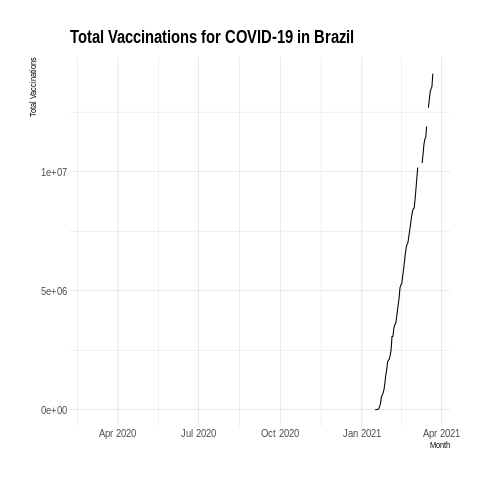 Total Vaccinations for COVID-19 in Brazil
Total Vaccinations
1e+07
5e+06
0e+00
Apr 2020 Jul 2020 Oct 2020 Jan 2021 Apr 2021
Month